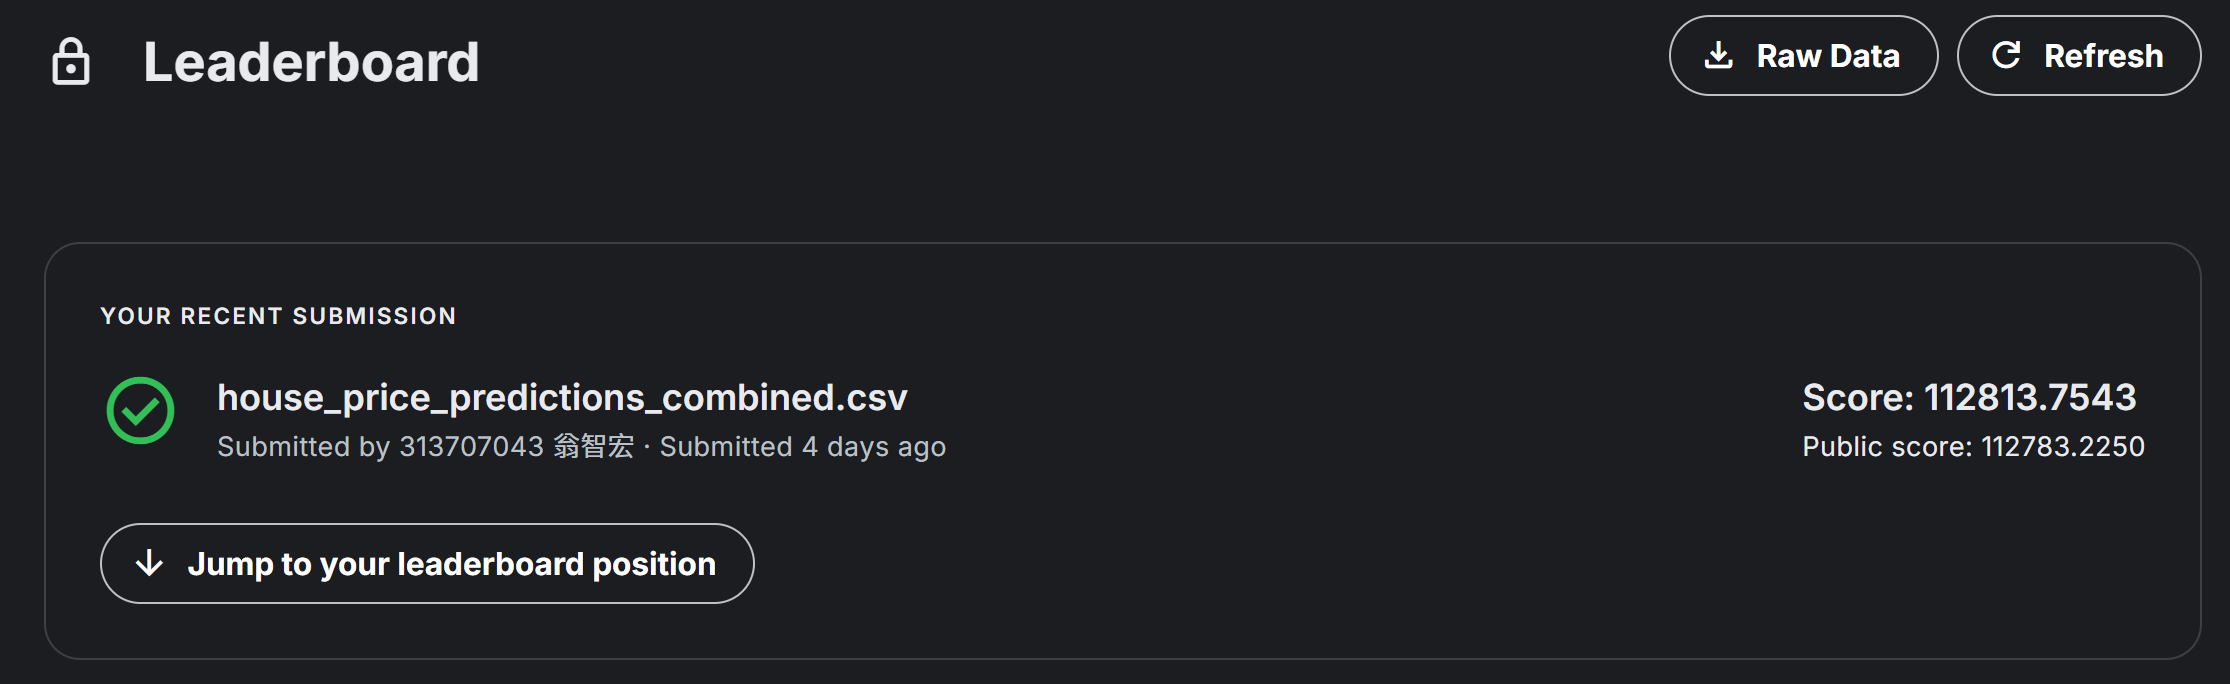 Leaderboard
Raw Data
Refresh
YOUR RECENT SUBMISSION
house_price_predictions_combined.csv
Score: 112813.7543
Submitted by 313707043 翁智宏 · Submitted 4 days ago
Public score: 112783.2250
Jump to your leaderboard position